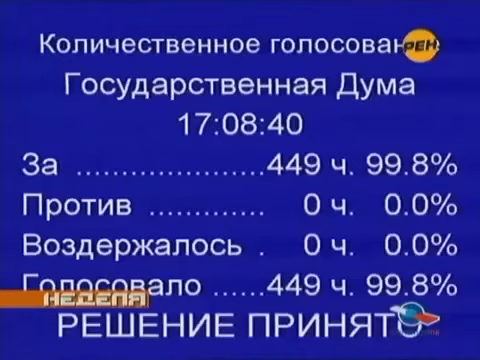 Количественное голосование
РЕН
Государственная Дума
17:08:40
За ........................449 ч. 99.8%
Против ............. 0 ч. 0.0%
Воздержалось . 0 ч. 0.0%
Голосовало ......449 ч. 99.8%
НЕДЕЛЯ
РЕШЕНИЕ ПРИНЯТО